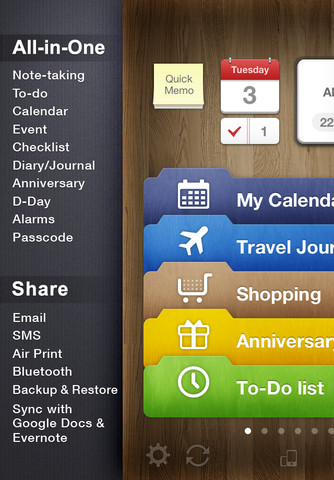 All-in-One
Note-taking
To-do
Calendar
Event
Checklist
Diary/Journal
Anniversary
D-Day
Alarms
Passcode
Share
Email
SMS
Air Print
Bluetooth
Backup & Restore
Sync with
Google Docs &
Evernote
Quick
Memo
Tuesday
3
1
22
My Calenda
Travel Jour
Shopping
Anniversar
To-Do list